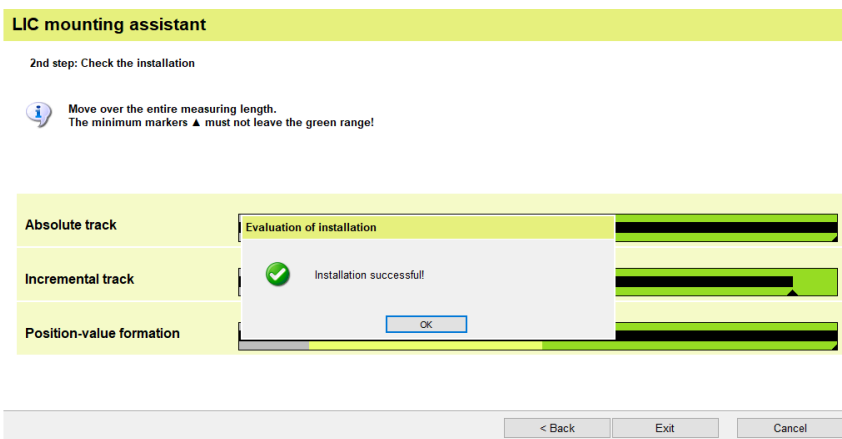 LIC mounting assistant
2nd step: Check the installation
Move over the entire measuring length.
The minimum markers ▲ must not leave the green range!
Absolute track
Evaluation of installation
Installation successful!
Incremental track
OK
Position-value formation
< Back
Exit
Cancel